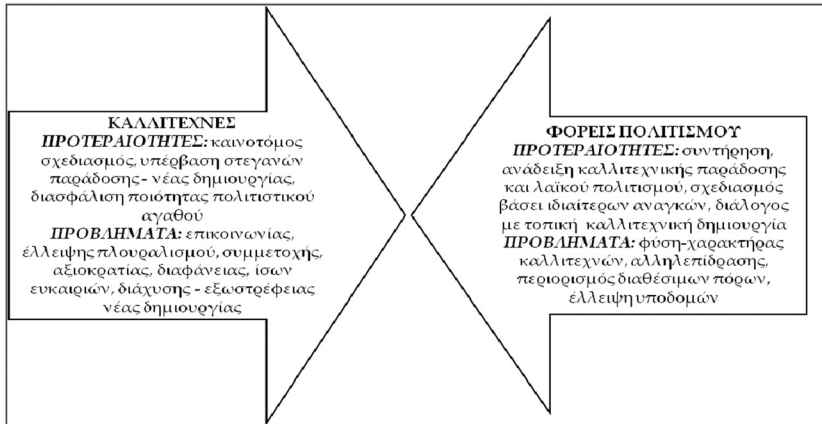 ΚΑΛΛΙΤΕΧΝΕΣ
ΠΡΟΤΕΡΑΙΟΤΗΤΕΣ: καινοτόμος
σχεδιασμός, υπέρβαση στεγανών
παράδοσης - νέας δημιουργίας,
διασφάλιση ποιότητας πολιτιστικού
αγαθού
ΠΡΟΒΛΗΜΑΤΑ: επικοινωνίας,
έλλειψης πλουραλισμού, συμμετοχής,
αξιοκρατίας, διαφάνειας, ίσων
ευκαιριών, διάχυσης - εξωστρέφειας
νέας δημιουργίας
ΦΟΡΕΙΣ ΠΟΛΙΤΙΣΜΟΥ
ΠΡΟΤΕΡΑΙΟΤΗΤΕΣ: συντήρηση,
ανάδειξη καλλιτεχνικής παράδοσης
και λαϊκού πολιτισμού, σχεδιασμός
βάσει ιδιαίτερων αναγκών, διάλογος
με τοπική καλλιτεχνική δημιουργία
ΠΡΟΒΛΗΜΑΤΑ: φύση-χαρακτήρας
καλλιτεχνών, αλληλεπίδρασης,
περιορισμός διαθέσιμων πόρων,
έλλειψη υποδομών